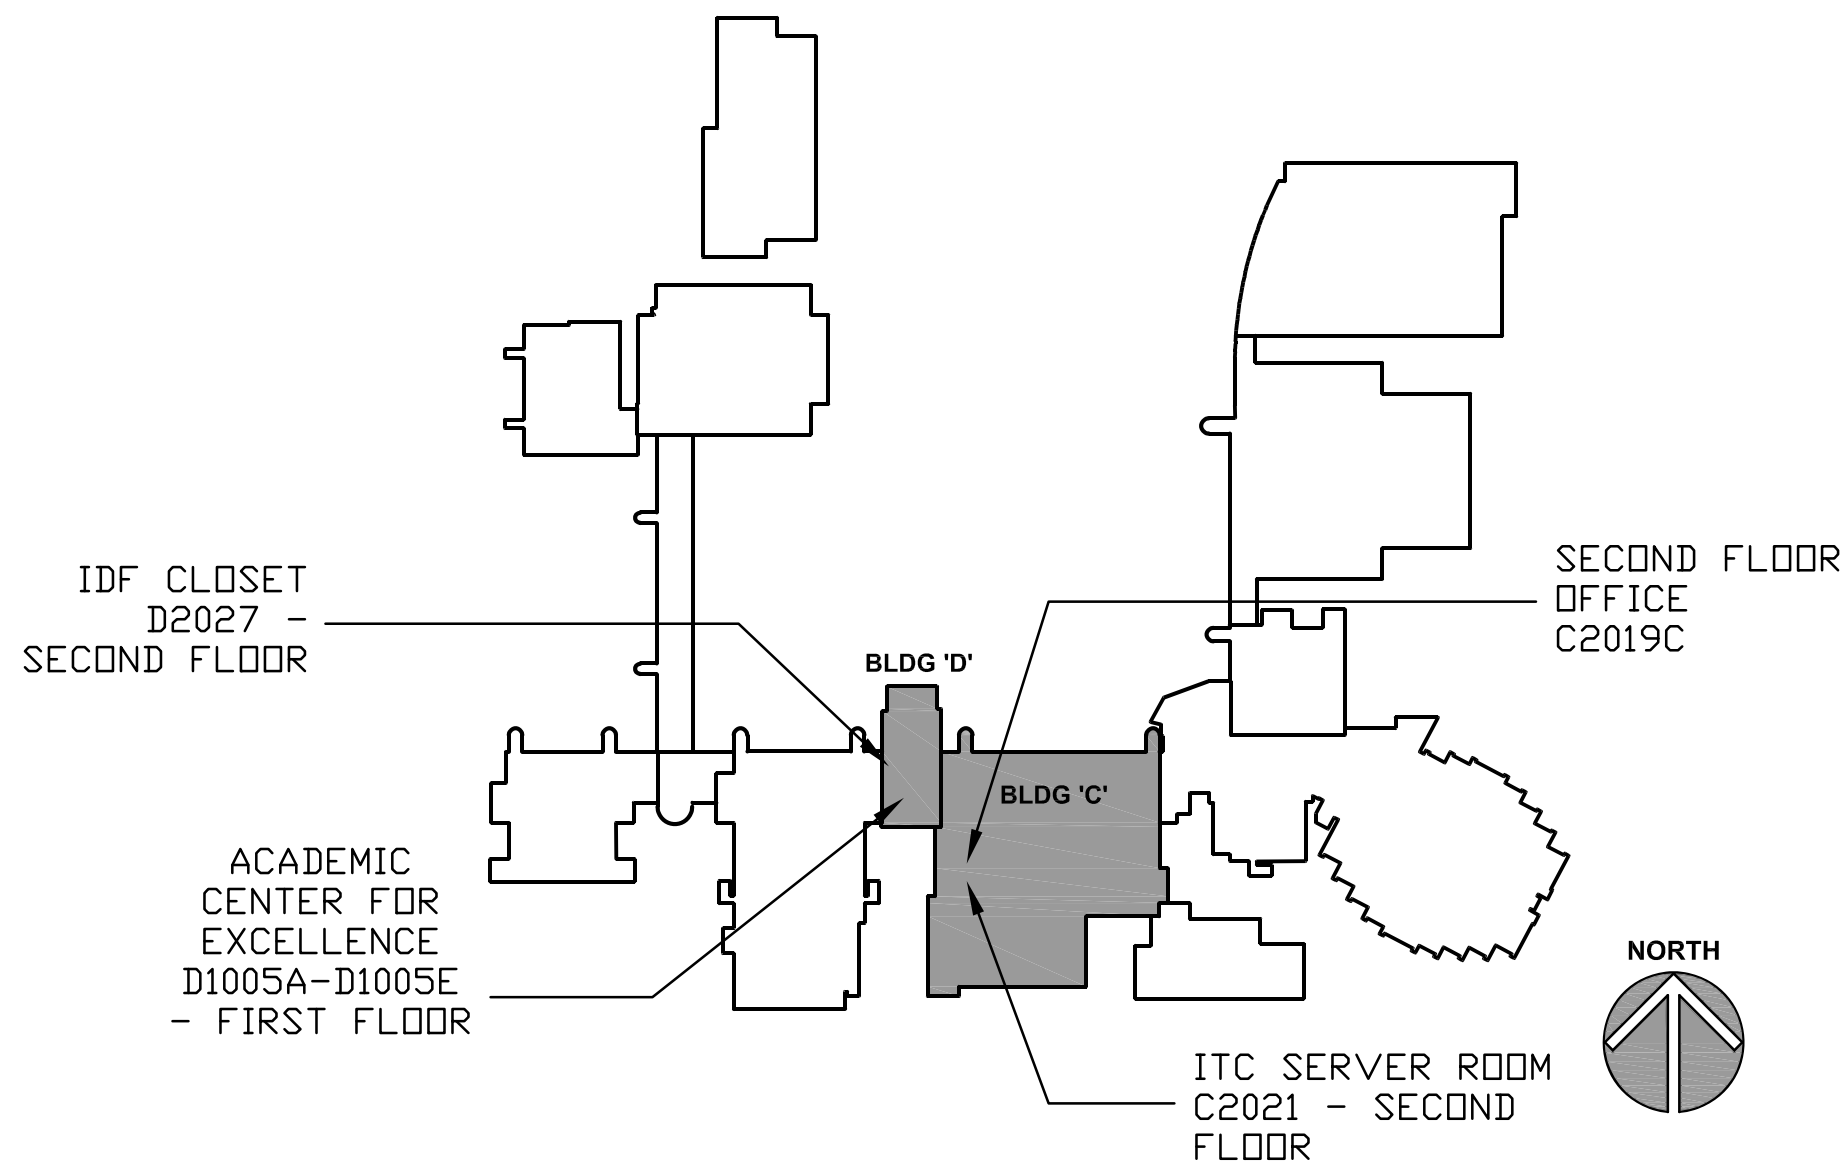 IDF CLOSET
D2027 -
SECOND FLOOR
SECOND FLOOR
OFFICE
C2019C
BLDG 'D'
BLDG 'C'
ACADEMIC
CENTER FOR
EXCELLENCE
D1005A-D1005E
- FIRST FLOOR
NORTH
ITC SERVER ROOM
C2021 - SECOND
FLOOR